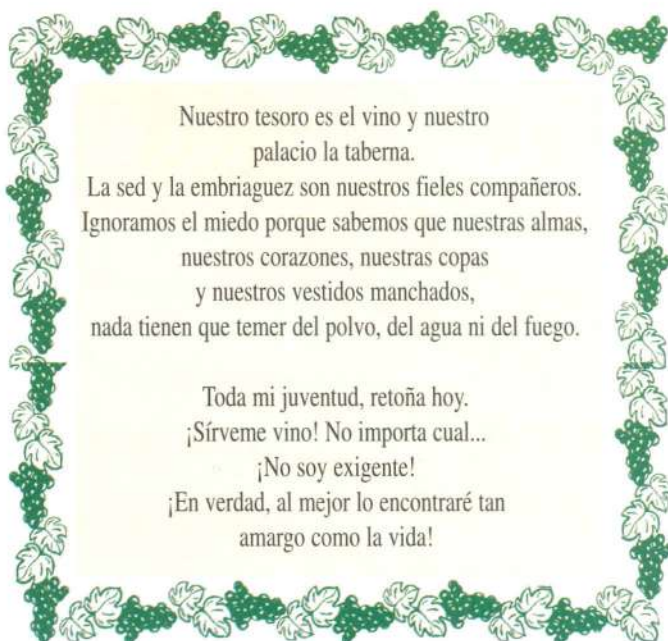 Nuestro tesoro es el vino y nuestro
palacio la taberna.
La sed y la embriaguez son nuestros fieles compañeros.
Ignoramos el miedo porque sabemos que nuestras almas,
nuestros corazones, nuestras copas
y nuestros vestidos manchados,
nada tienen que temer del polvo, del agua ni del fuego.
Toda mi juventud, retoña hoy.
¡Sírveme vino! No importa cual...
¡No soy exigente!
¡En verdad, al mejor lo encontraré tan
amargo como la vida!